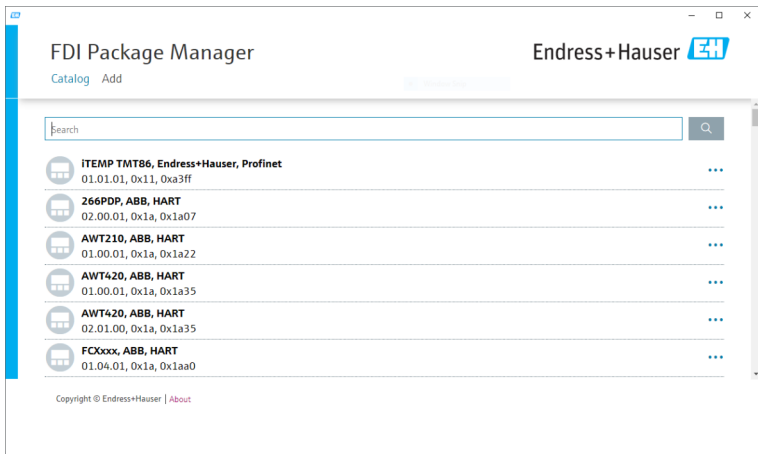 FDI Package Manager
Endress+Hauser EH
Catalog Add
Search
iTEMP TMT86, Endress+Hauser, Profinet
01.01.01, 0x11, 0xa3ff
266PDP, ABB, HART
02.00.01, 0x1a, 0x1a07
AWT210, ABB, HART
01.00.01, 0x1a, 0x1a22
AWT420, ABB, HART
01.00.01, 0x1a, 0x1a35
AWT420, ABB, HART
02.01.00, 0x1a, 0x1a35
FCXxxx, ABB, HART
01.04.01, 0x1a, 0x1aa0
Copyright © Endress+Hauser | About